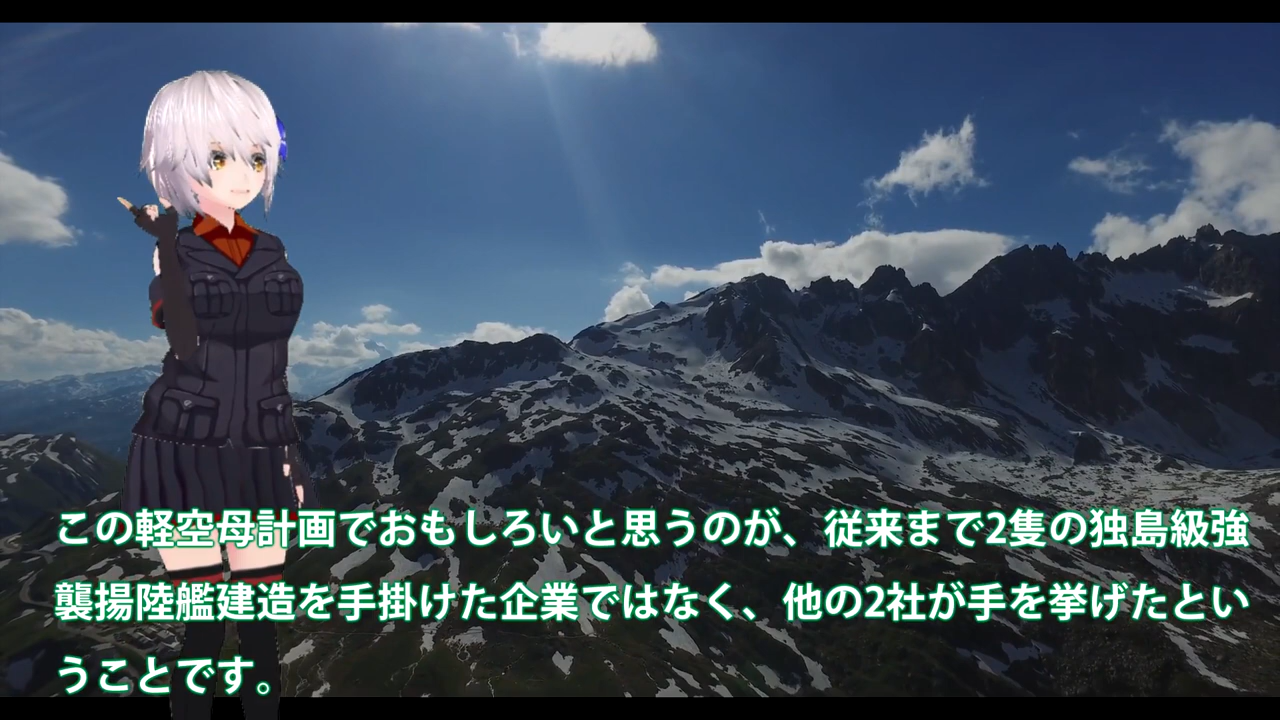 この軽空母計画でおもしろいと思うのが、従来まで2隻の独島級強
襲揚陸艦建造を手掛けた企業ではなく、他の2社が手を挙げたとい
うことです。